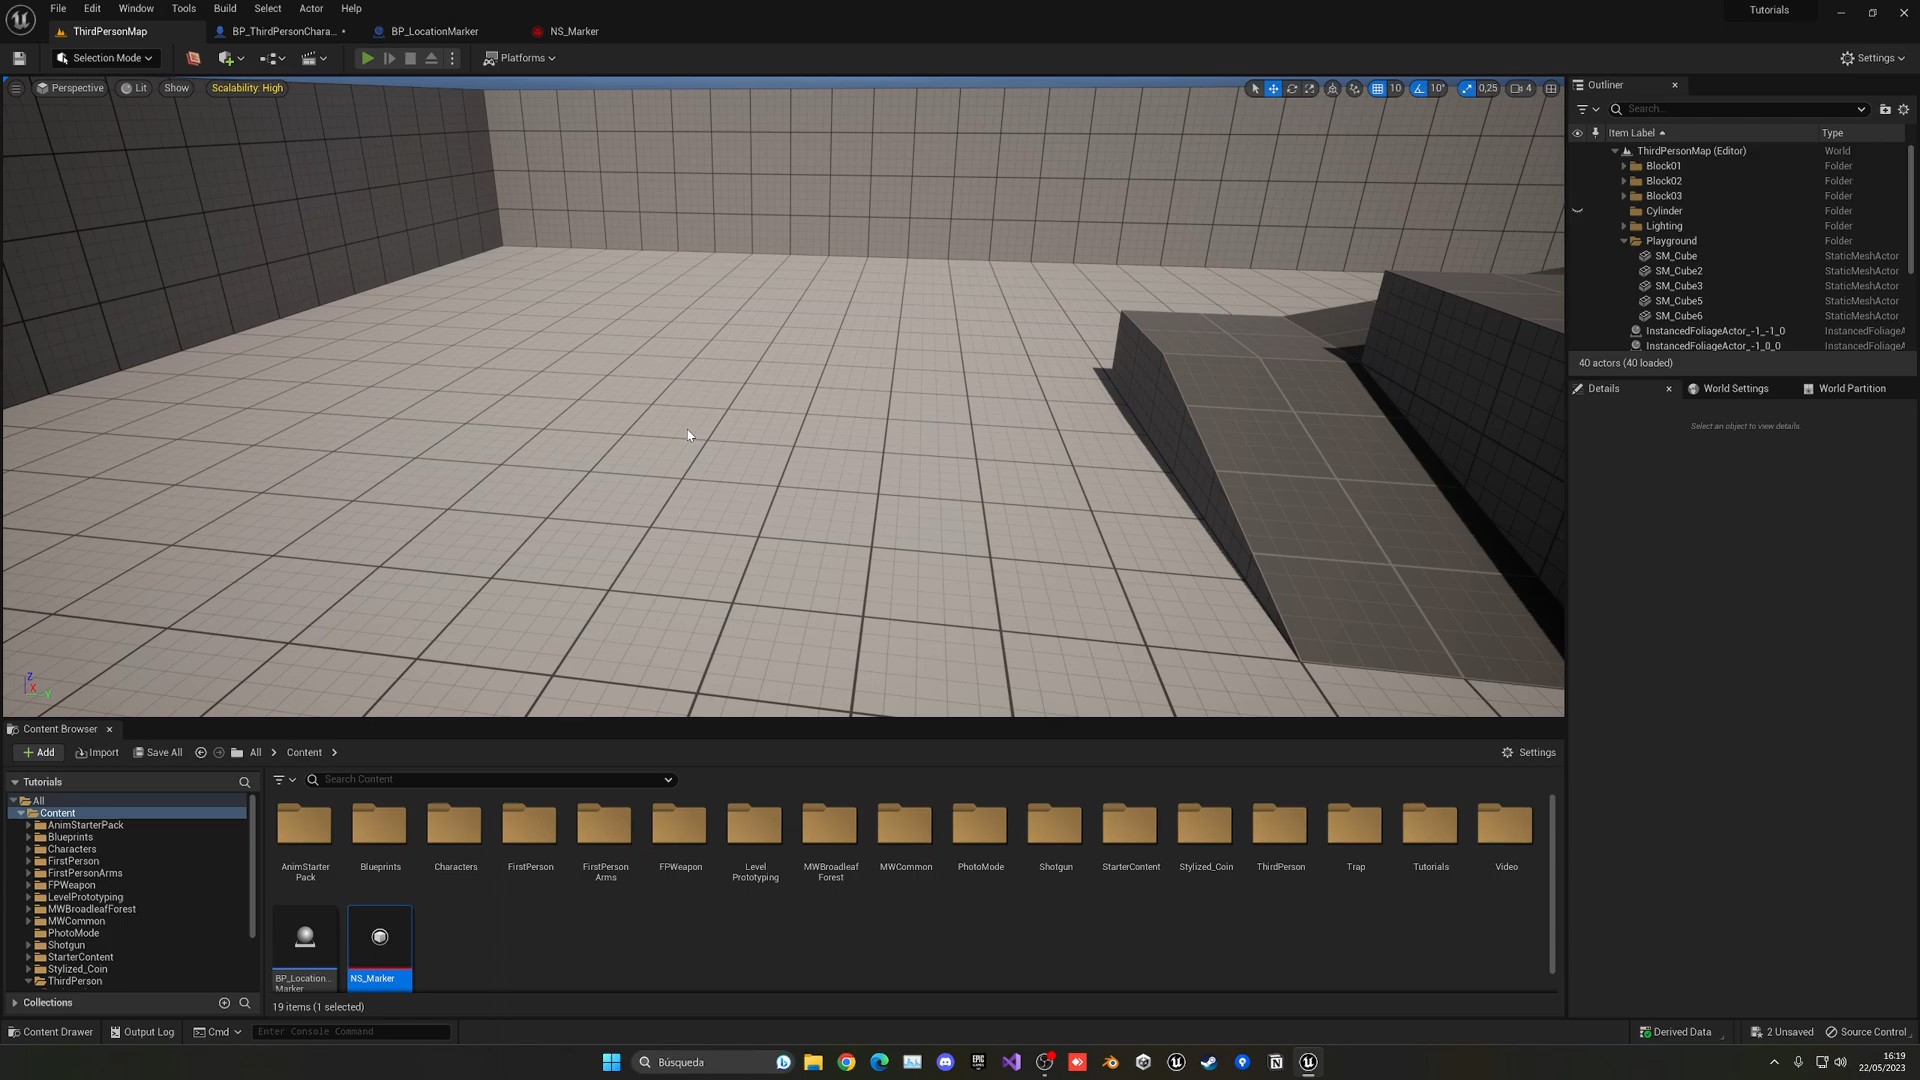 File Edit Window Tools Build Select Actor Help
Tutorials
ThirdPersonMap
BP_ThirdPersonChara... •
BP_LocationMarker
NS_Marker
Selection Mode
Platforms
Settings
Perspective
Lit
Show
Scalability: High
10
10°
0,25
4
Outliner
Search...
Item Label
Type
ThirdPersonMap (Editor) World
Block01 Folder
Block02 Folder
Block03 Folder
Cylinder Folder
Lighting Folder
Playground Folder
SM_Cube StaticMeshActor
SM_Cube2 StaticMeshActor
SM_Cube3 StaticMeshActor
SM_Cube5 StaticMeshActor
SM_Cube6 StaticMeshActor
InstancedFoliageActor_-1_-1_0 InstancedFoliageA
InstancedFoliageActor_-1_0_0 InstancedFoliageA
40 actors (40 loaded)
Details
World Settings
World Partition
Select an object to view details.
Z
X
Y
Content Browser
Add
Import
Save All
All
Content
Settings
Tutorials
Search Content
All
Content
AnimStarterPack
Blueprints
Characters
FirstPerson
FirstPersonArms
FPWeapon
LevelPrototyping
MWBroadleafForest
MWCommon
PhotoMode
Shotgun
StarterContent
Stylized_Coin
ThirdPerson
Collections
AnimStarter
Pack
Blueprints
Characters
FirstPerson
FirstPerson
Arms
FPWeapon
Level
Prototyping
MWBroadleaf
Forest
MWCommon
PhotoMode
Shotgun
StarterContent
Stylized_Coin
ThirdPerson
Trap
Tutorials
Video
BP_Location...
Marker
NS_Marker
19 items (1 selected)
Content Drawer
Output Log
Cmd
Enter Console Command
Derived Data
2 Unsaved
Source Control
Búsqueda
EPIC
GAMES
16:19
22/05/2023